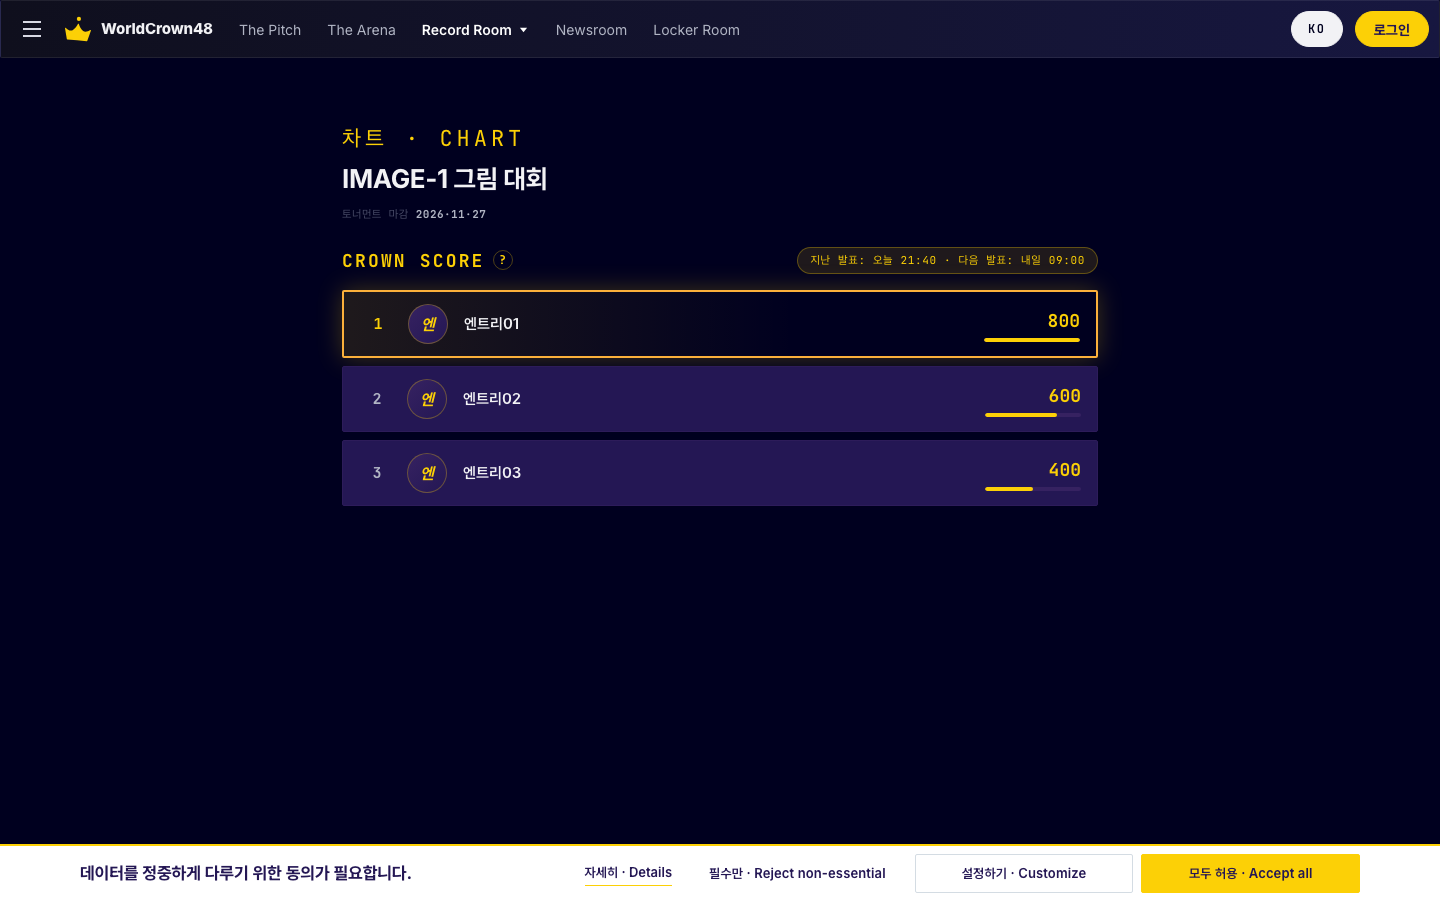 WorldCrown48 The Pitch The Arena Record Room Newsroom Locker Room KO 로그인
차트 · CHART
IMAGE-1 그림 대회
토너먼트 마감 2026·11·27
CROWN SCORE ? 지난 발표: 오늘 21:40 · 다음 발표: 내일 09:00
1 엔 엔트리01 800
2 엔 엔트리02 600
3 엔 엔트리03 400
데이터를 정중하게 다루기 위한 동의가 필요합니다. 자세히 · Details 필수만 · Reject non-essential 설정하기 · Customize 모두 허용 · Accept all